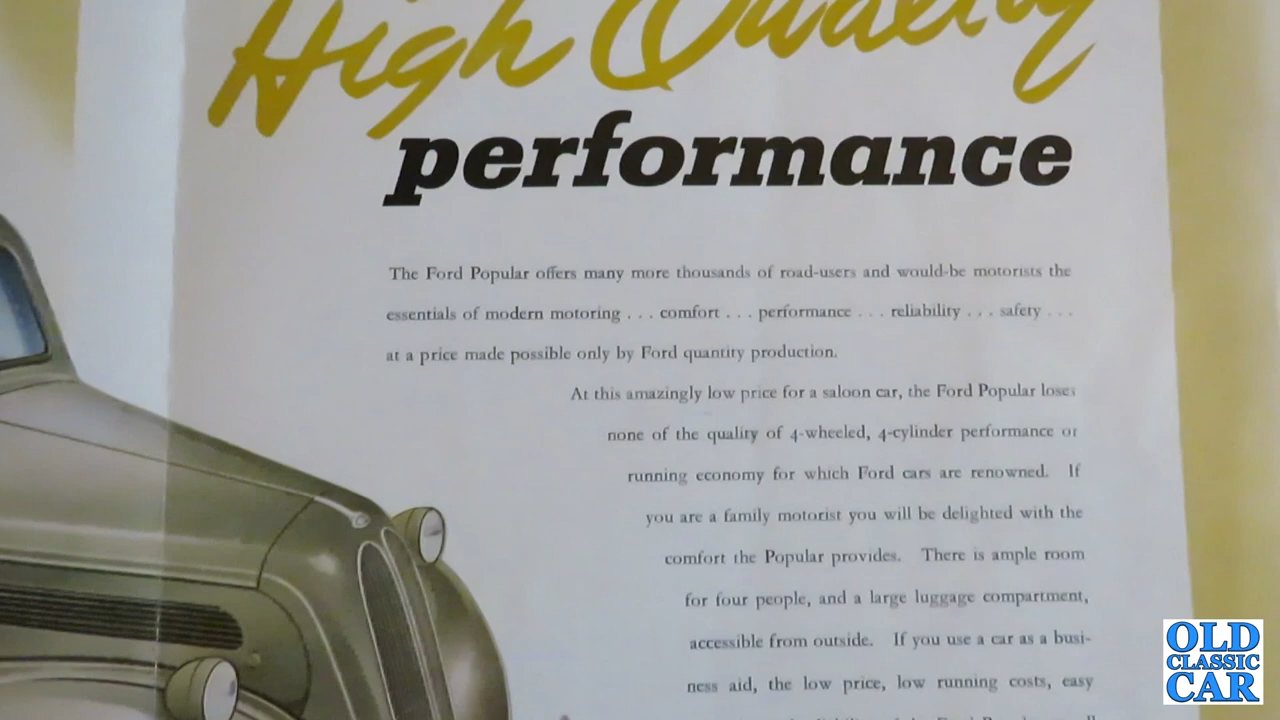 High Quality
performance
The Ford Popular offers many more thousands of road-users and would-be motorists the
essentials of modern motoring . . . comfort . . . performance . . . reliability . . . safety . . .
at a price made possible only by Ford quantity production.
At this amazingly low price for a saloon car, the Ford Popular loses
none of the quality of 4-wheeled, 4-cylinder performance or
running economy for which Ford cars are renowned. If
you are a family motorist you will be delighted with the
comfort the Popular provides. There is ample room
for four people, and a large luggage compartment,
accessible from outside. If you use a car as a busi-
ness aid, the low price, low running costs, easy
OLD
CLASSIC
CAR